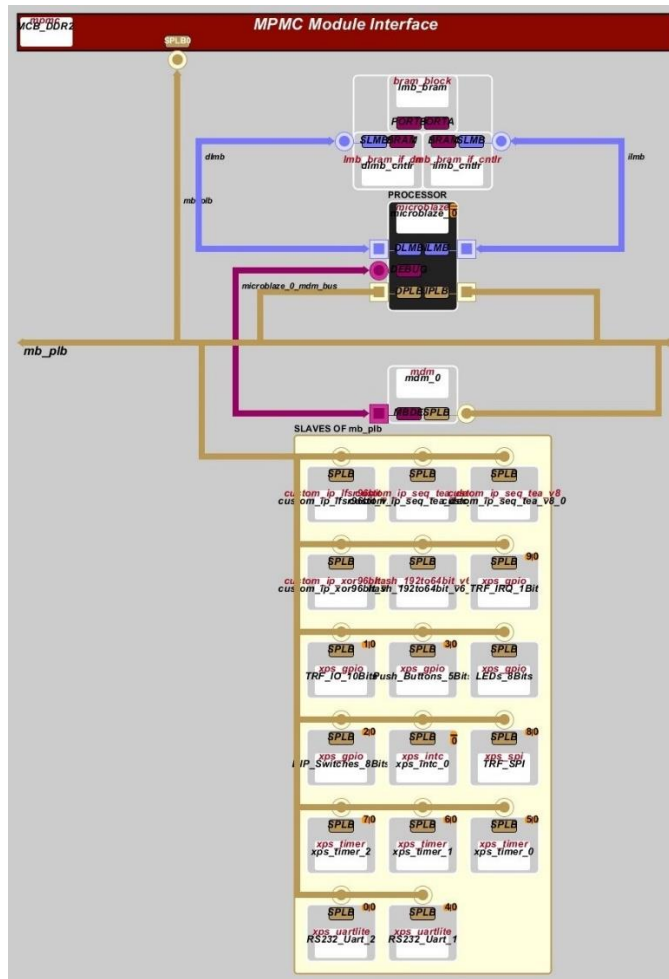 mpmc
MCB_DDR2
MPMC Module Interface
SPLB0
bram_block
lmb_bram
PORTB PORTA
SLMB BRAM BRAM SLMB
dlmb
ilmb
lmb_bram_if_cntlr
dlmb_cntlr
ilmb_cntlr
mb_plb
PROCESSOR
microblaze
microblaze_0
DLMB ILMB
DEBUG
microblaze_0_mdm_bus
DPLB IPLB
mb_plb
mdm
mdm_0
SPLB
SLAVES OF mb_plb
SPLB SPLB SPLB
custom_ip_seq_tea_v8
custom_ip_seq_tea_v8_0
SPLB SPLB SPLB 9 0
xps_gpio
TRF_IRQ_1Bit
SPLB 1 0 SPLB 3 0 SPLB
xps_gpio xps_gpio xps_gpio
TRF_IO_10Bits Push_Buttons_5Bits LEDs_8Bits
SPLB 2 0 SPLB SPLB 8 0
xps_gpio xps_intc xps_spi
DIP_Switches_8Bits xps_intc_0 TRF_SPI
SPLB 7 0 SPLB 6 0 SPLB 5 0
xps_timer xps_timer xps_timer
xps_timer_2 xps_timer_1 xps_timer_0
SPLB 0 0 SPLB 4 0
xps_uartlite xps_uartlite
RS232_Uart_2 RS232_Uart_1